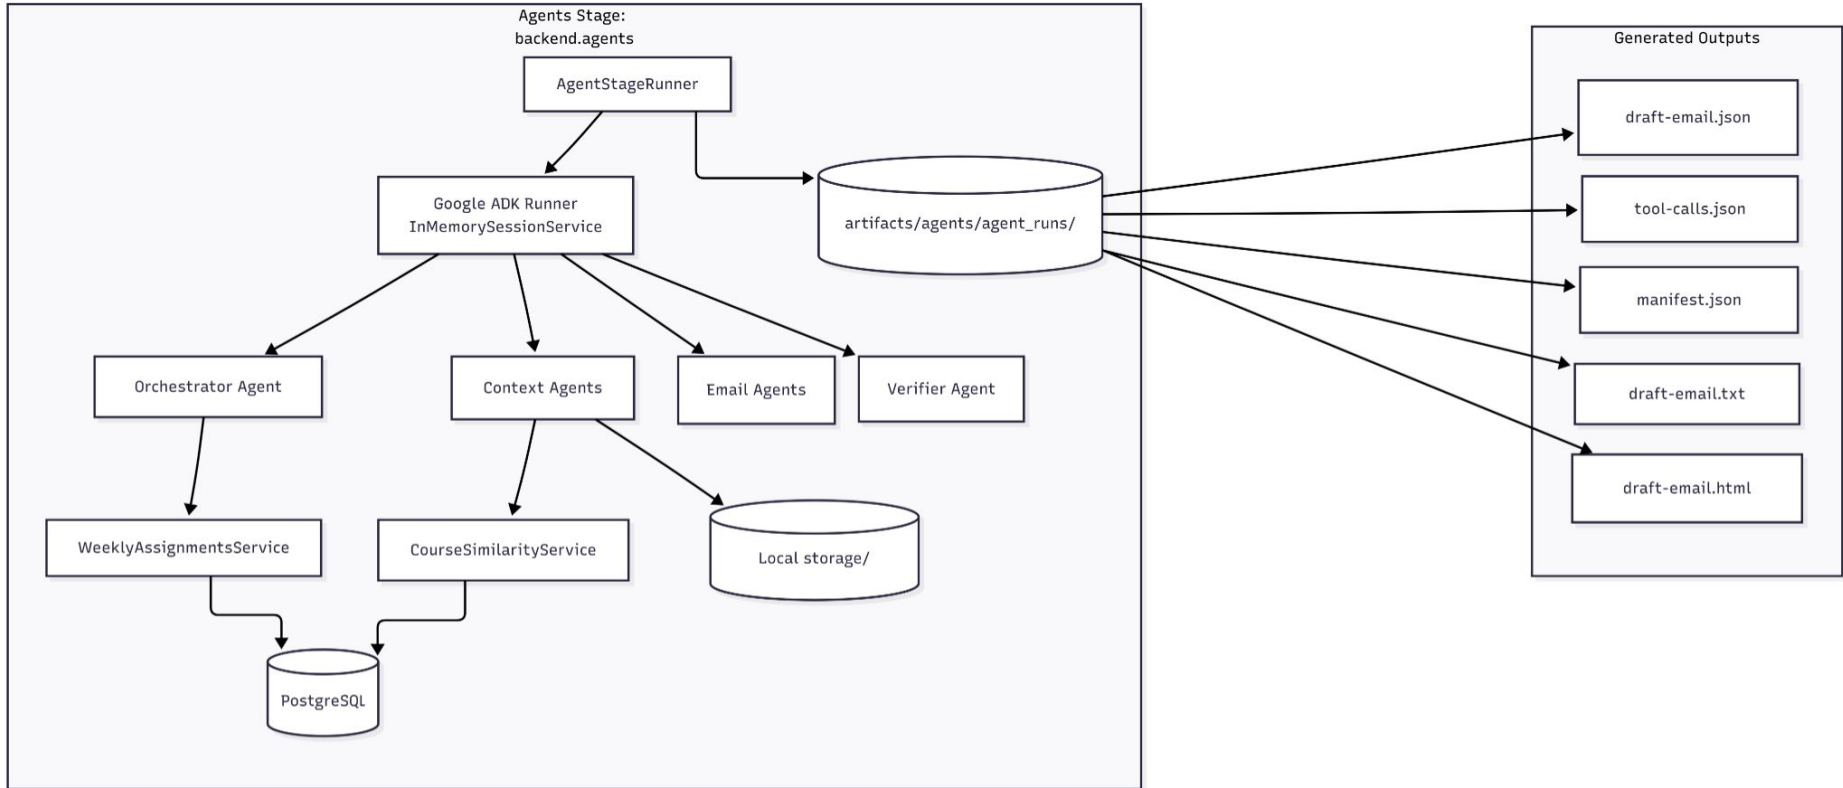 Agents Stage:
backend.agents
AgentStageRunner
Google ADK Runner
InMemorySessionService
artifacts/agents/agent_runs/
Orchestrator Agent
Context Agents
Email Agents
Verifier Agent
WeeklyAssignmentsService
CourseSimilarityService
Local storage/
PostgreSQL
Generated Outputs
draft-email.json
tool-calls.json
manifest.json
draft-email.txt
draft-email.html